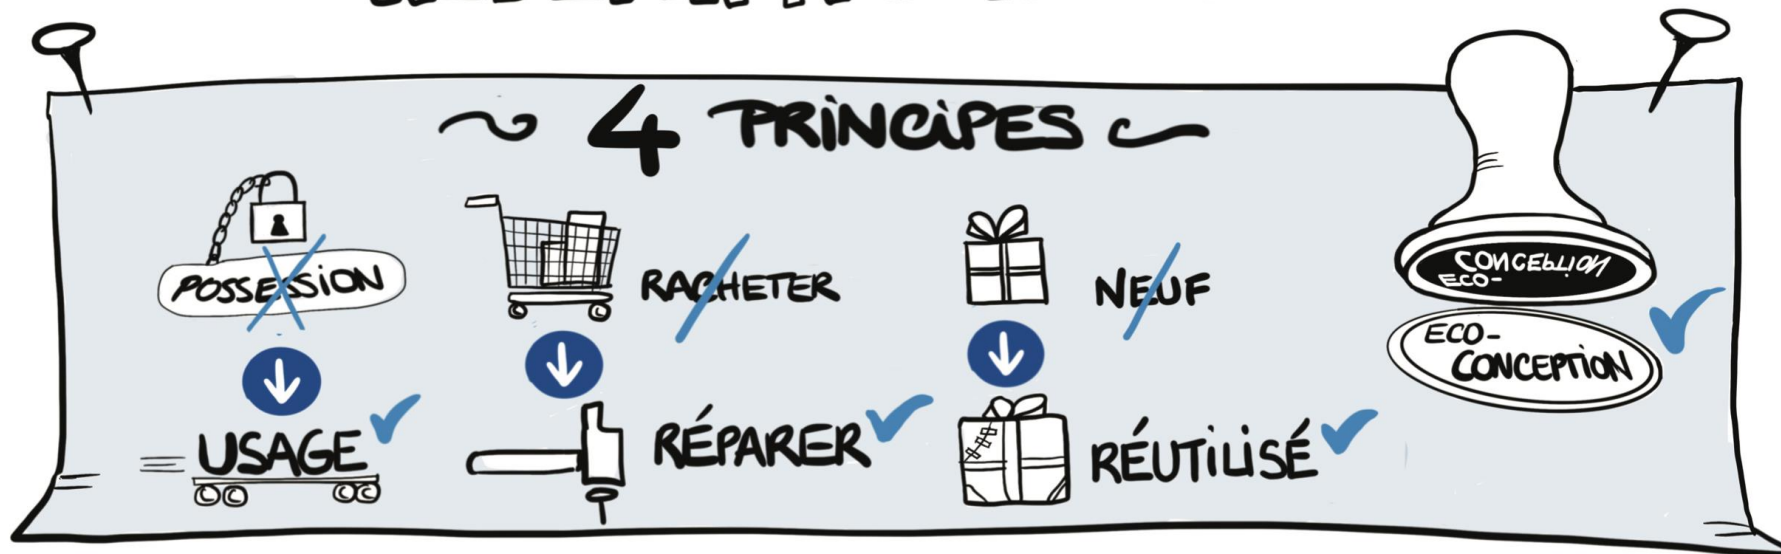 4 PRINCIPES
POSSESSION
USAGE
RACHETER
RÉPARER
NEUF
RÉUTILISÉ
CONCEPTION
ECO-
ECO-
CONCEPTION